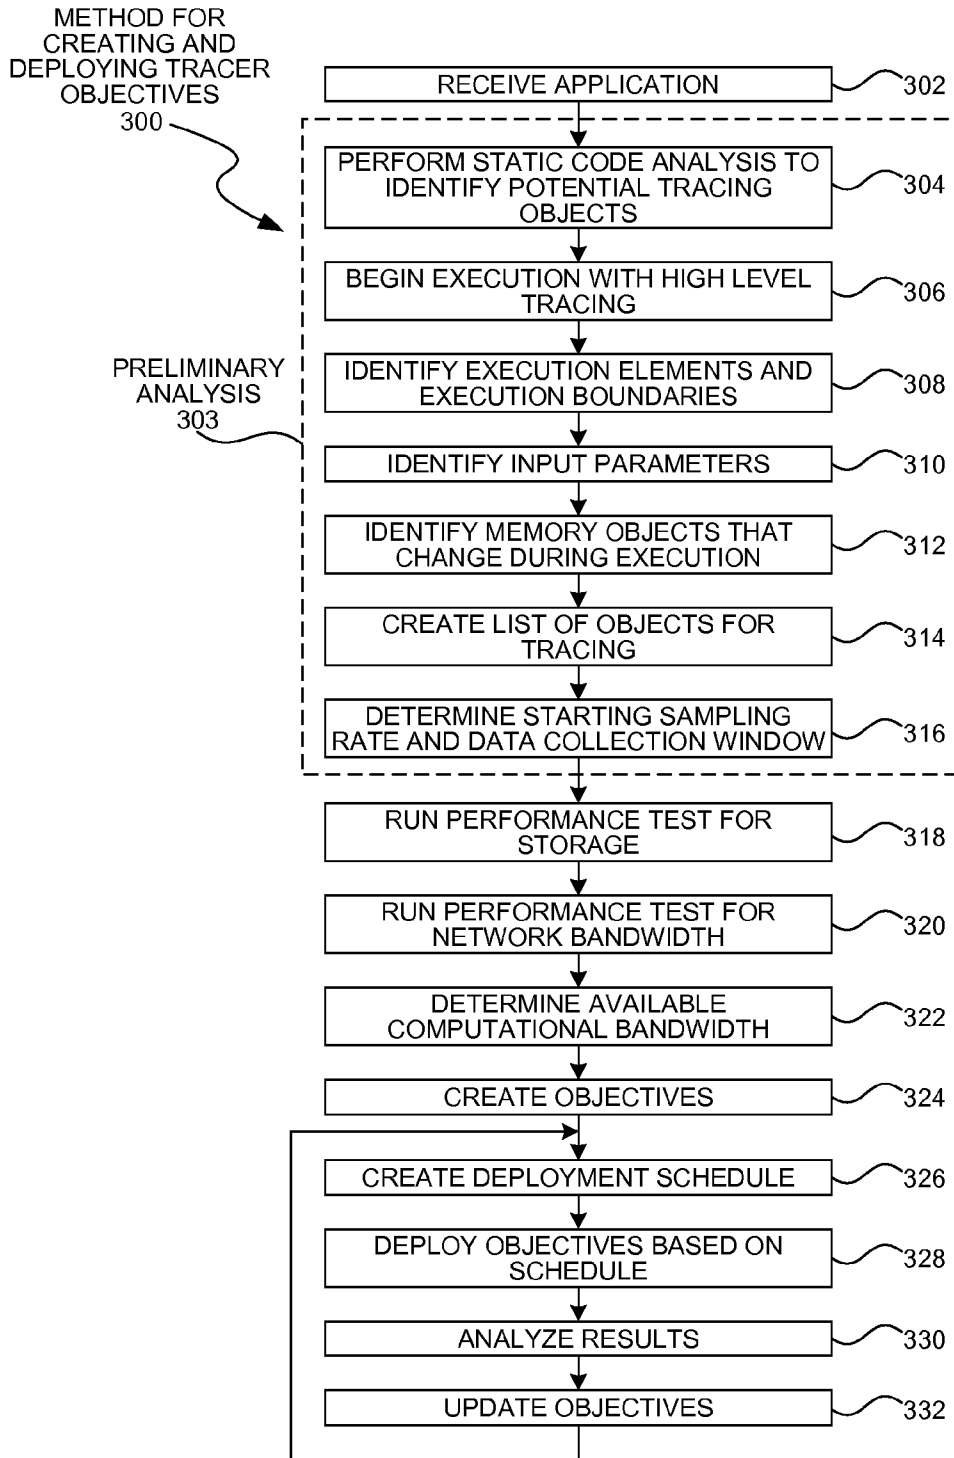 METHOD FOR
CREATING AND
DEPLOYING TRACER
OBJECTIVES
300
RECEIVE APPLICATION
302
PERFORM STATIC CODE ANALYSIS TO
IDENTIFY POTENTIAL TRACING
OBJECTS
304
BEGIN EXECUTION WITH HIGH LEVEL
TRACING
306
PRELIMINARY
ANALYSIS
303
IDENTIFY EXECUTION ELEMENTS AND
EXECUTION BOUNDARIES
308
IDENTIFY INPUT PARAMETERS
310
IDENTIFY MEMORY OBJECTS THAT
CHANGE DURING EXECUTION
312
CREATE LIST OF OBJECTS FOR
TRACING
314
DETERMINE STARTING SAMPLING
RATE AND DATA COLLECTION WINDOW
316
RUN PERFORMANCE TEST FOR
STORAGE
318
RUN PERFORMANCE TEST FOR
NETWORK BANDWIDTH
320
DETERMINE AVAILABLE
COMPUTATIONAL BANDWIDTH
322
CREATE OBJECTIVES
324
CREATE DEPLOYMENT SCHEDULE
326
DEPLOY OBJECTIVES BASED ON
SCHEDULE
328
ANALYZE RESULTS
330
UPDATE OBJECTIVES
332